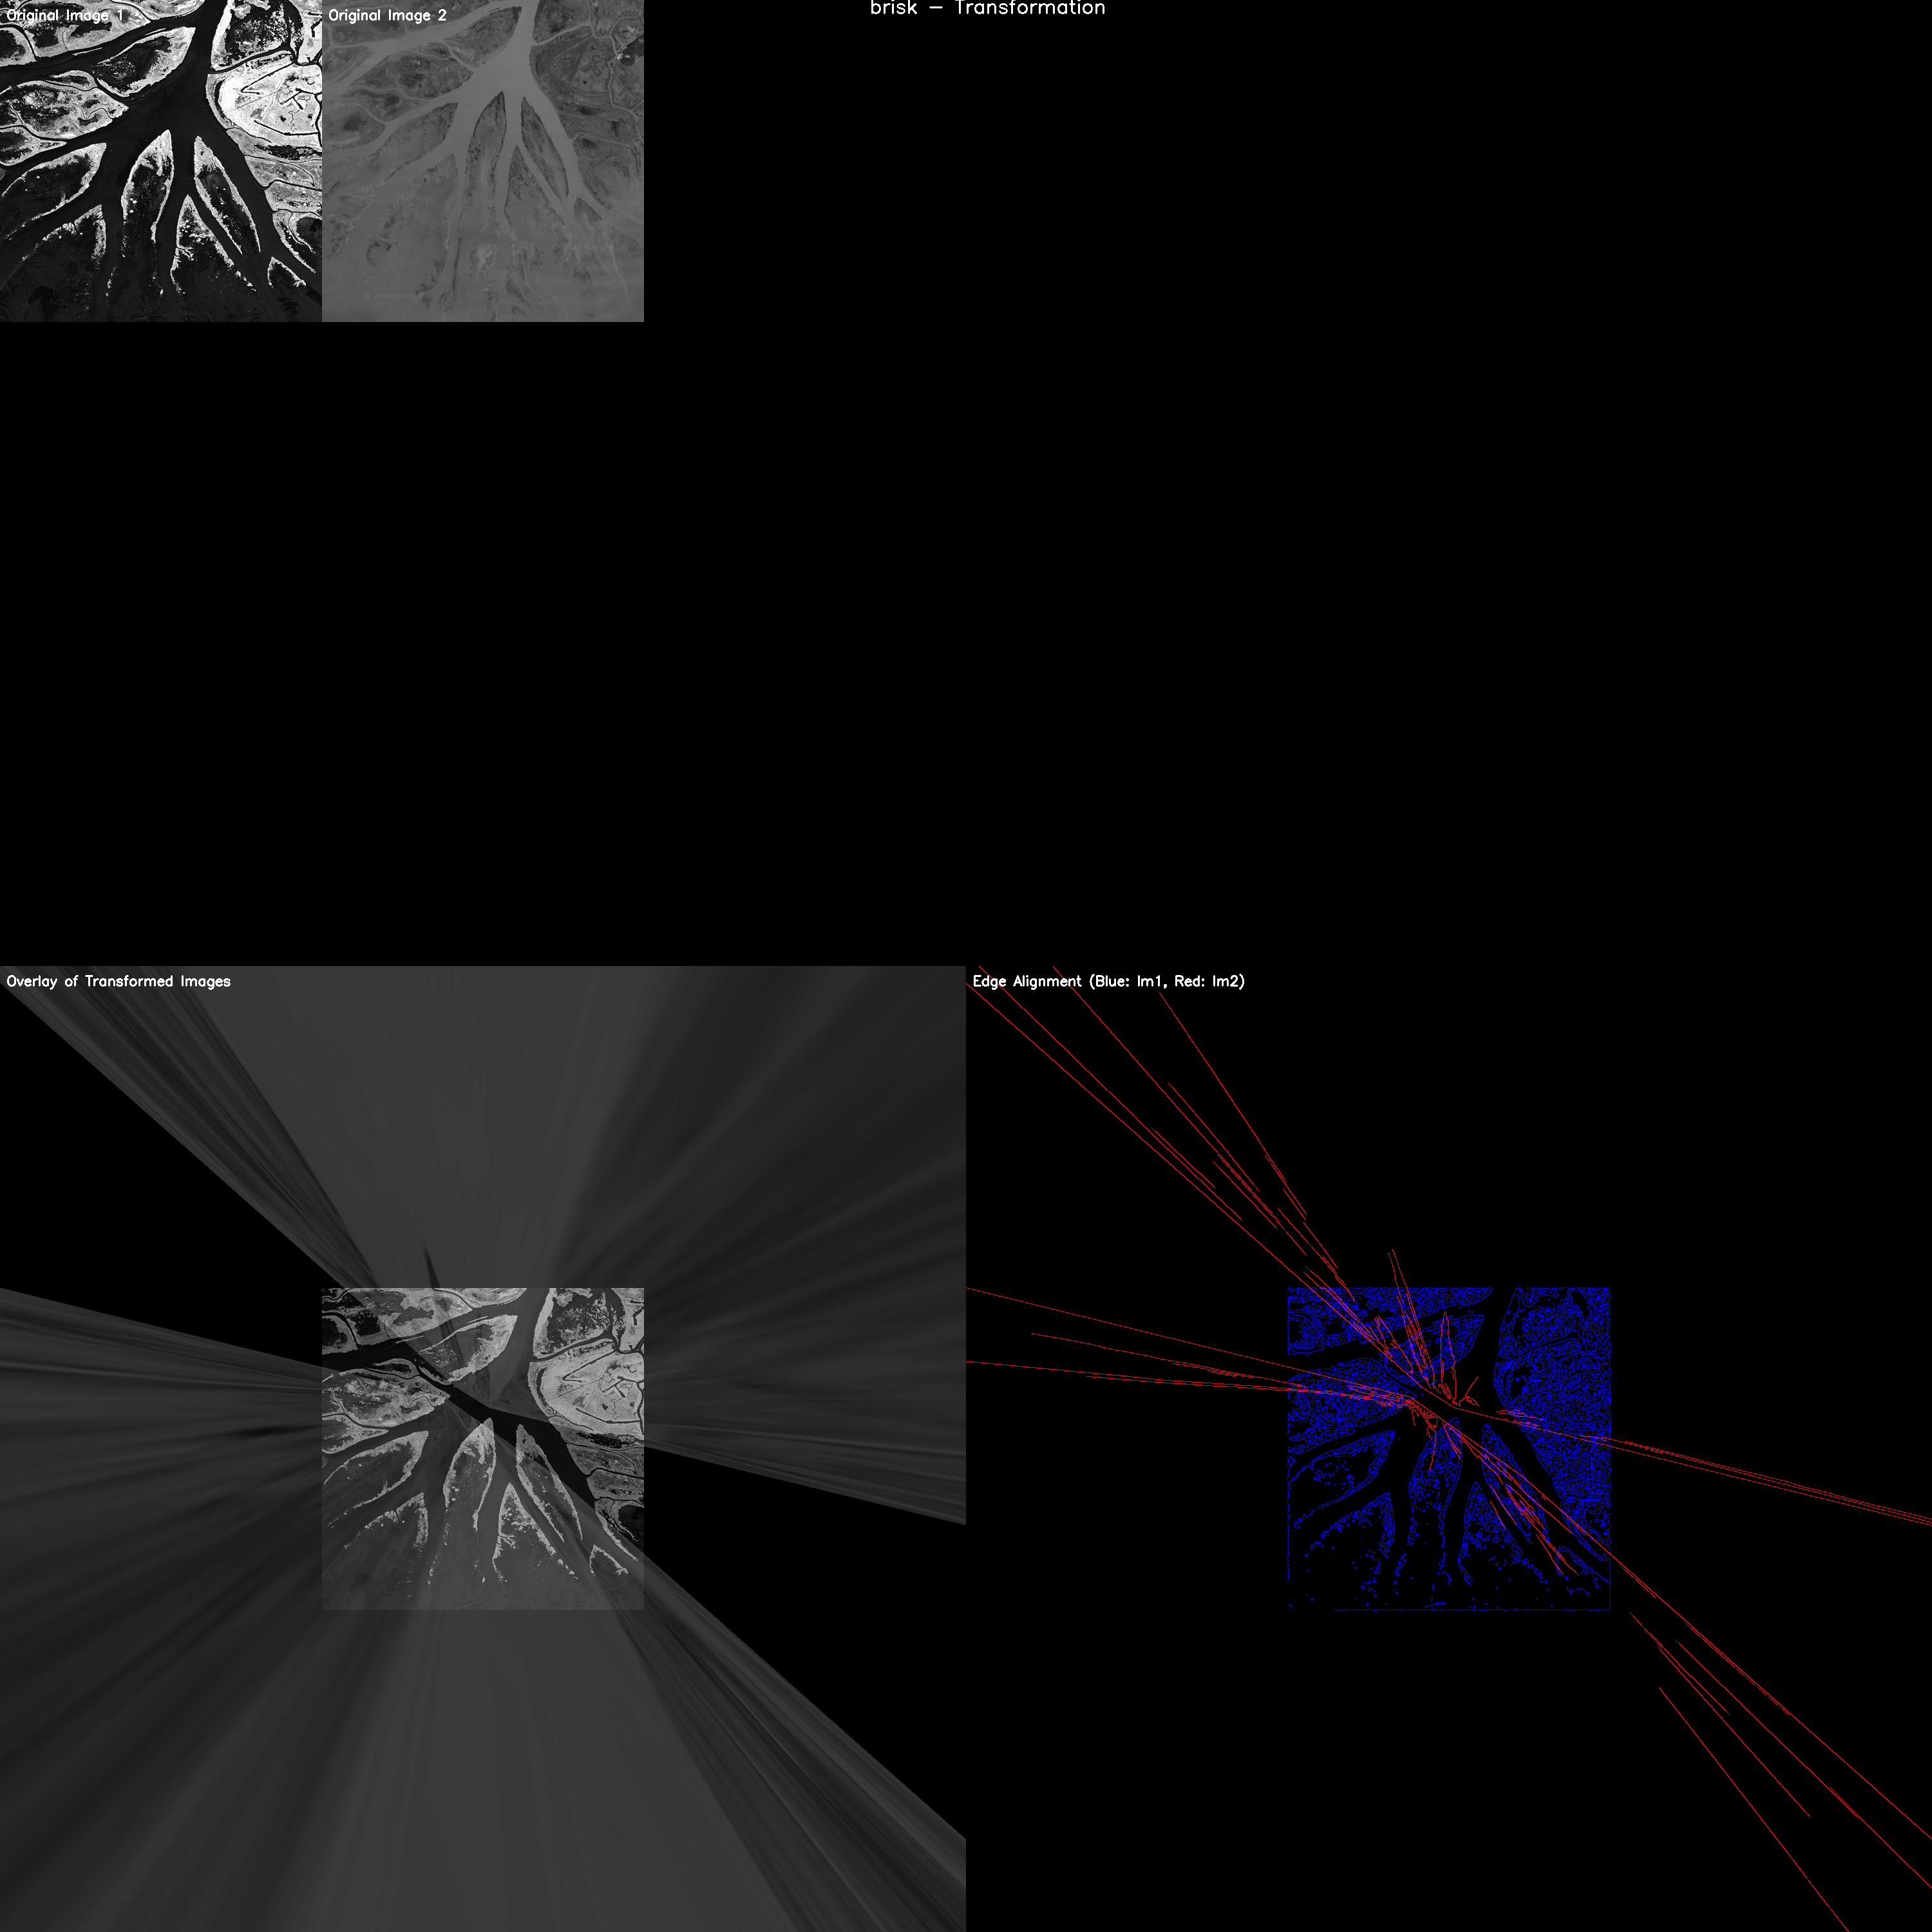 brisk - Transformation
Original Image 1
Original Image 2
Overlay of Transformed Images
Edge Alignment (Blue: Im1, Red: Im2)